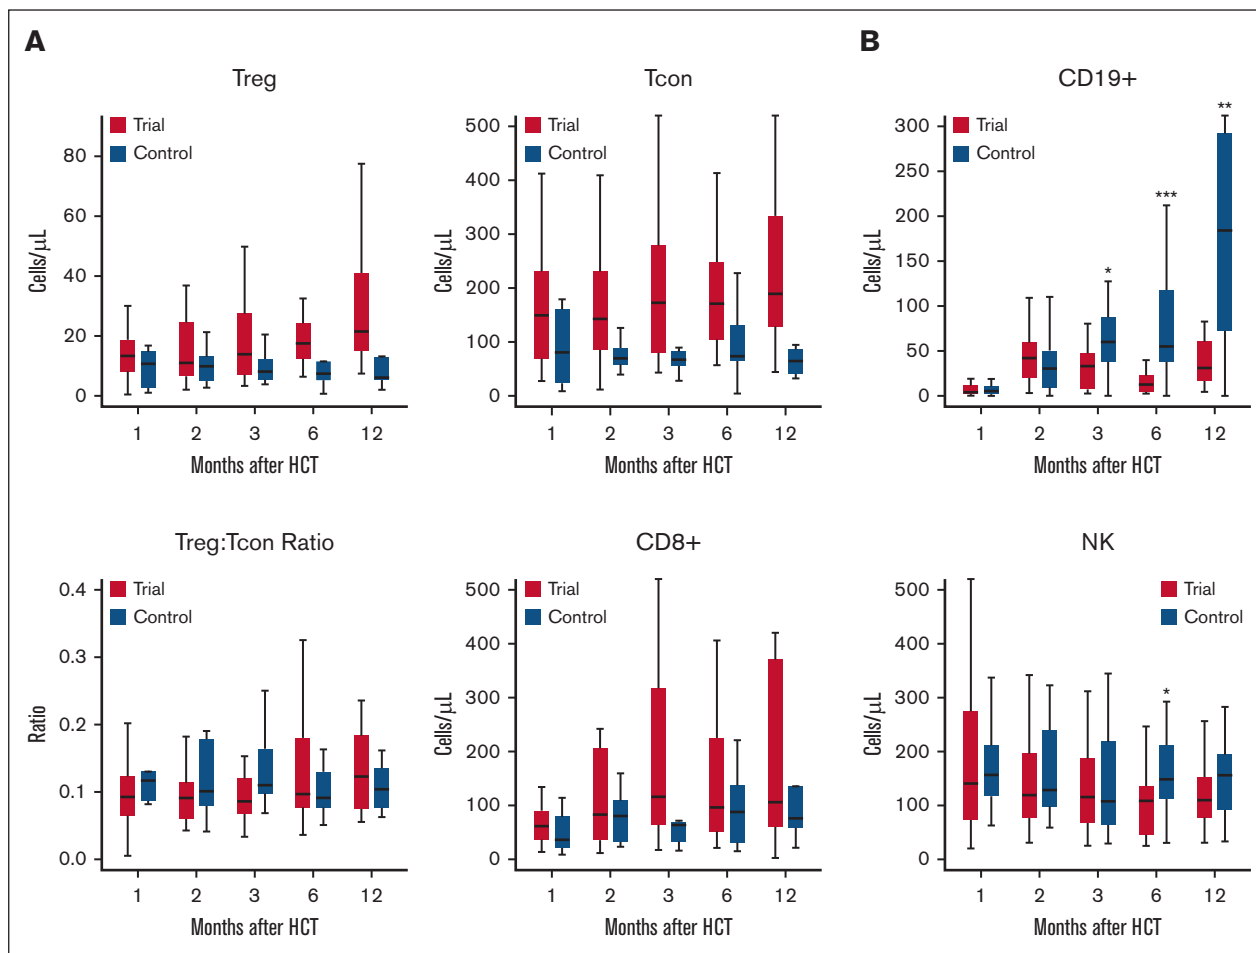 A
B
Treg
Trial
Control
Cells/μL
80
60
40
20
0
1 2 3 6 12
Months after HCT
Tcon
Trial
Control
Cells/μL
500
400
300
200
100
0
1 2 3 6 12
Months after HCT
CD19+
Trial
Control
Cells/μL
300
250
200
150
100
50
0
*
***
**
1 2 3 6 12
Months after HCT
Treg:Tcon Ratio
Trial
Control
Ratio
0.4
0.3
0.2
0.1
0.0
1 2 3 6 12
Months after HCT
CD8+
Trial
Control
Cells/μL
500
400
300
200
100
0
1 2 3 6 12
Months after HCT
NK
Trial
Control
Cells/μL
500
400
300
200
100
0
*
1 2 3 6 12
Months after HCT